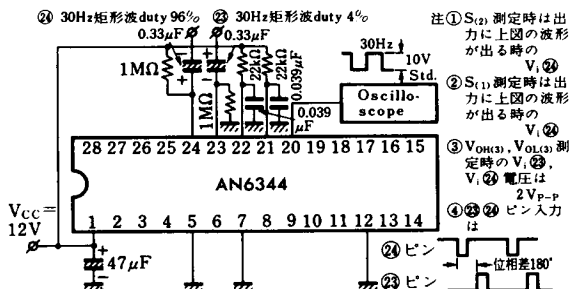 ㉔ 30Hz矩形波duty 96% ㉓ 30Hz矩形波duty 4%
0.33μF 0.33μF
1MΩ
1MΩ
22kΩ
22kΩ
0.039μF
0.039
μF
30Hz
10V
Std.
Oscillo-
scope
28 27 26 25 24 23 22 21 20 19 18 17 16 15
AN6344
1 2 3 4 5 6 7 8 9 10 11 12 13 14
VCC=
12V
47μF
注① S(2) 測定時は出
力に上図の波形
が出る時の
Vi㉔
② S(1) 測定時は出
力に上図の波形
が出る時の
Vi㉔
③ VOH(3), VOL(3) 測
定時の Vi㉓,
Vi㉔ 電圧は
2VP-P
④ ㉓ ㉔ ピン入力
は
㉔ ピン
位相差180°
㉓ ピン